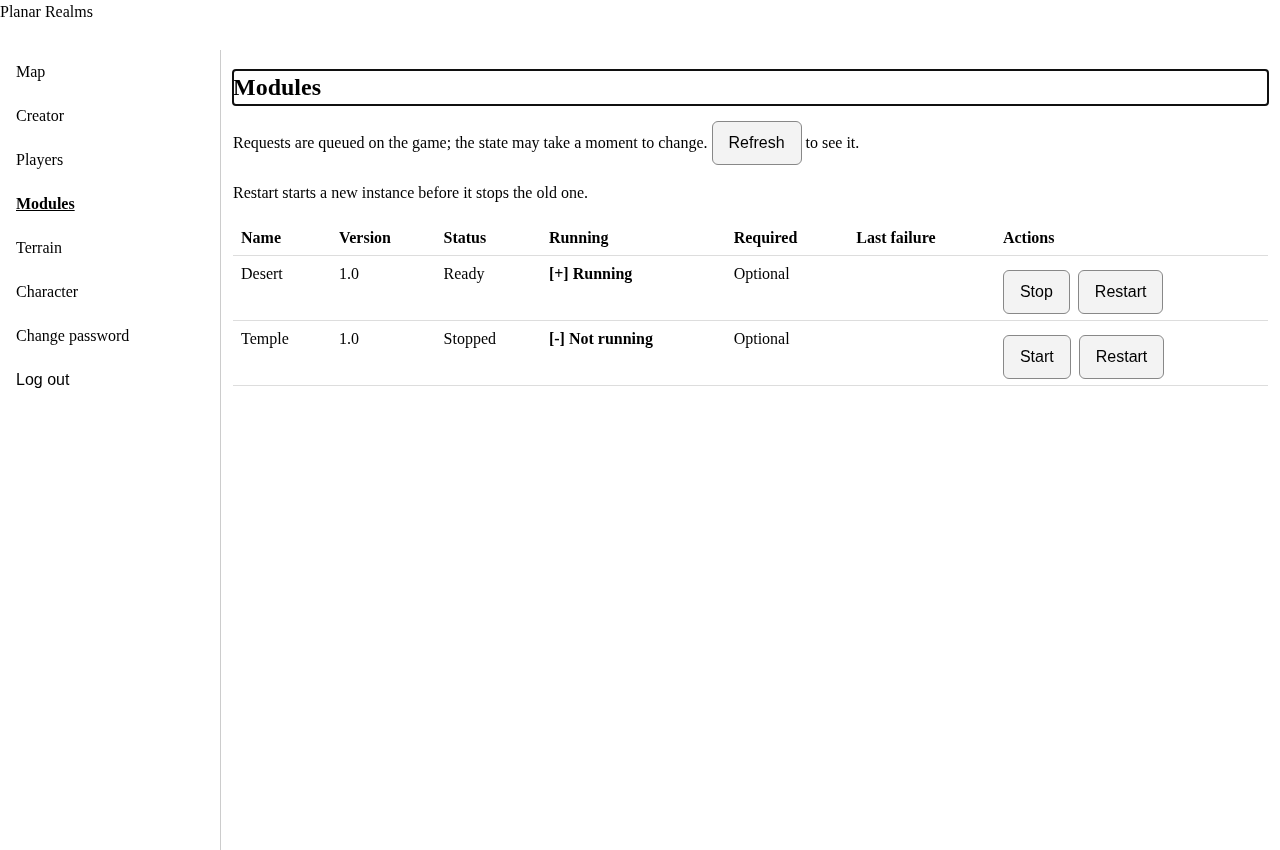 Planar Realms
Map
Creator
Players
Modules
Terrain
Character
Change password
Log out
Modules
Requests are queued on the game; the state may take a moment to change. Refresh to see it.
Restart starts a new instance before it stops the old one.
Name Version Status Running Required Last failure Actions
Desert 1.0 Ready [+] Running Optional Stop Restart
Temple 1.0 Stopped [-] Not running Optional Start Restart